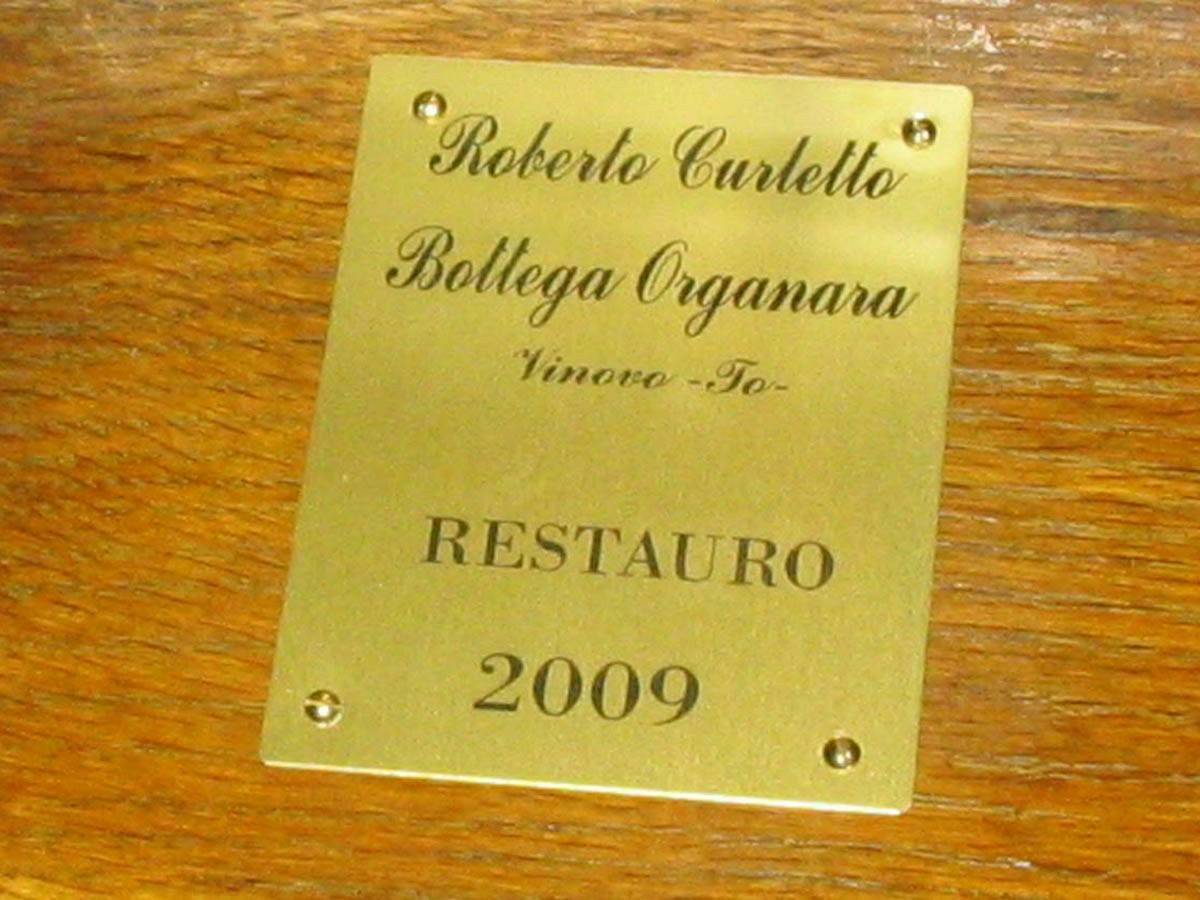 Roberto Curletto
Bottega Organara
Vinovo -To-
RESTAURO
2009